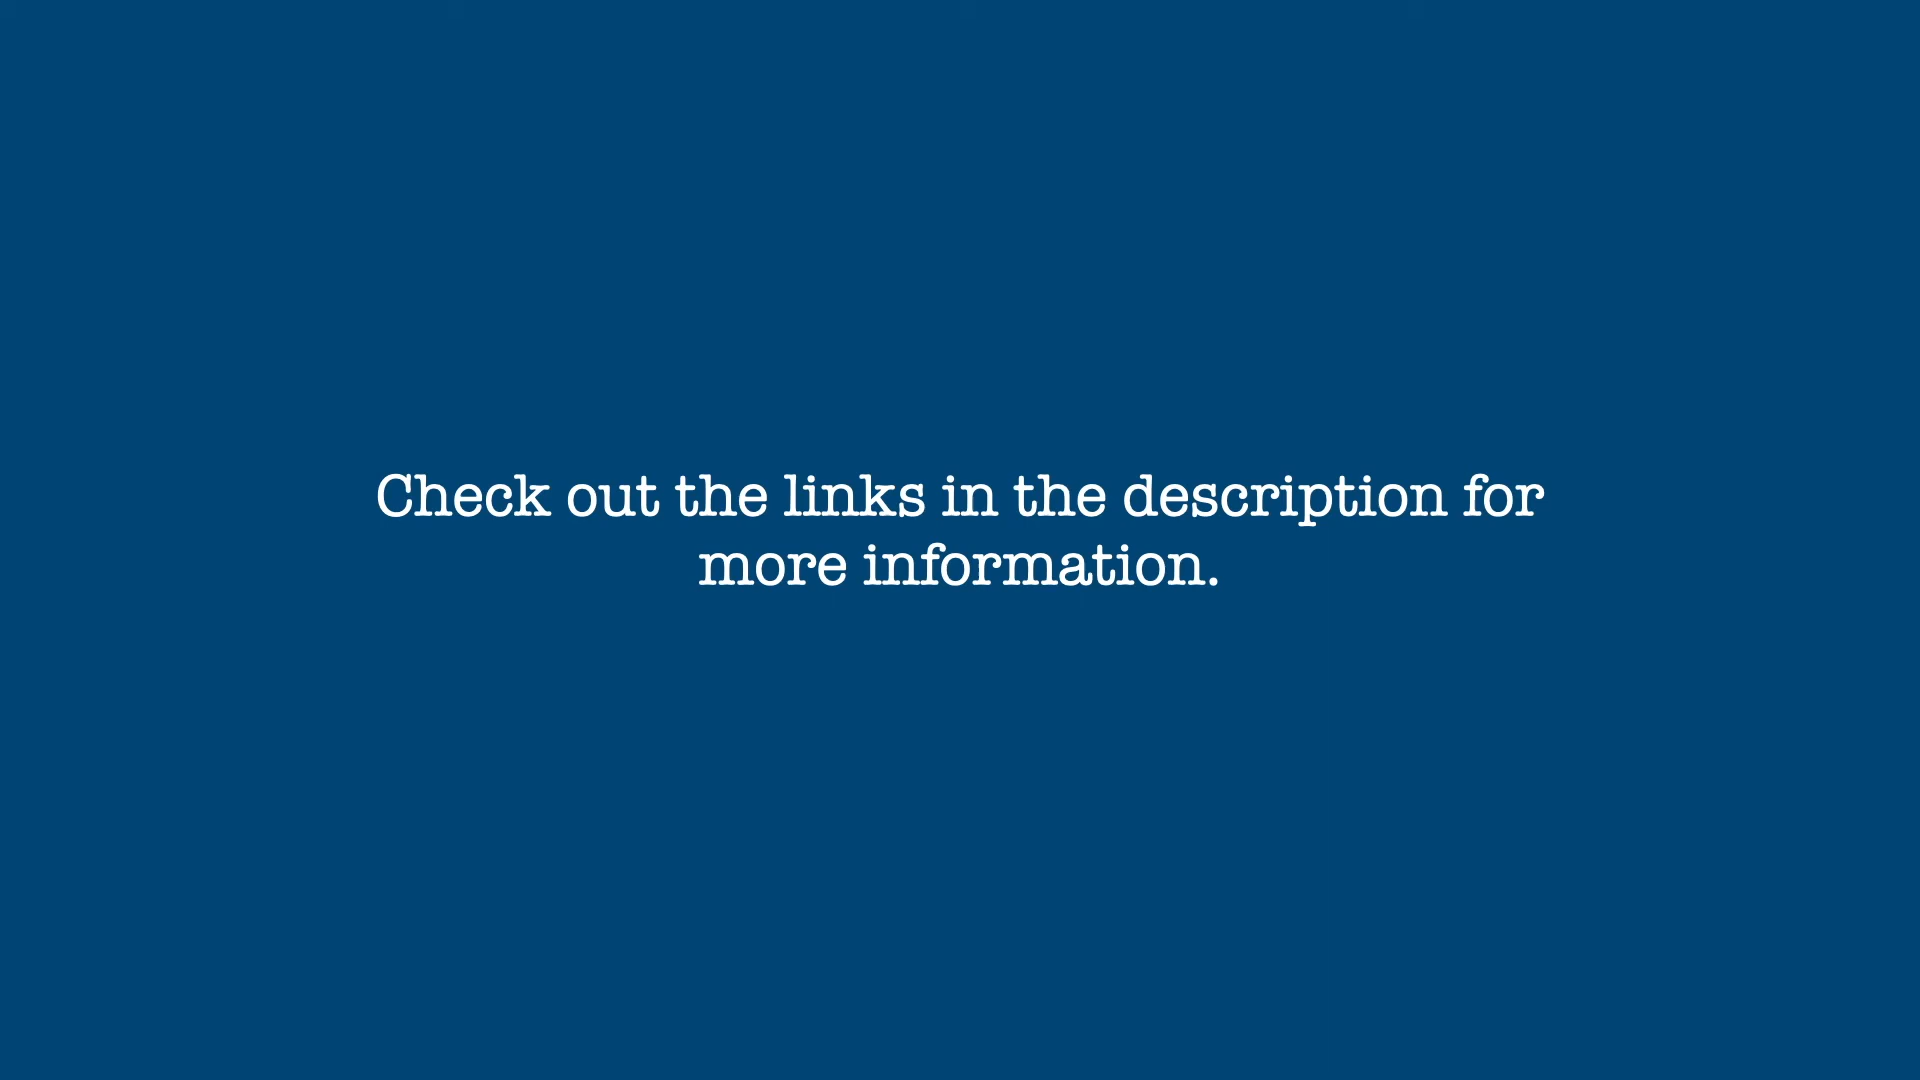 Check out the links in the description for
more information.